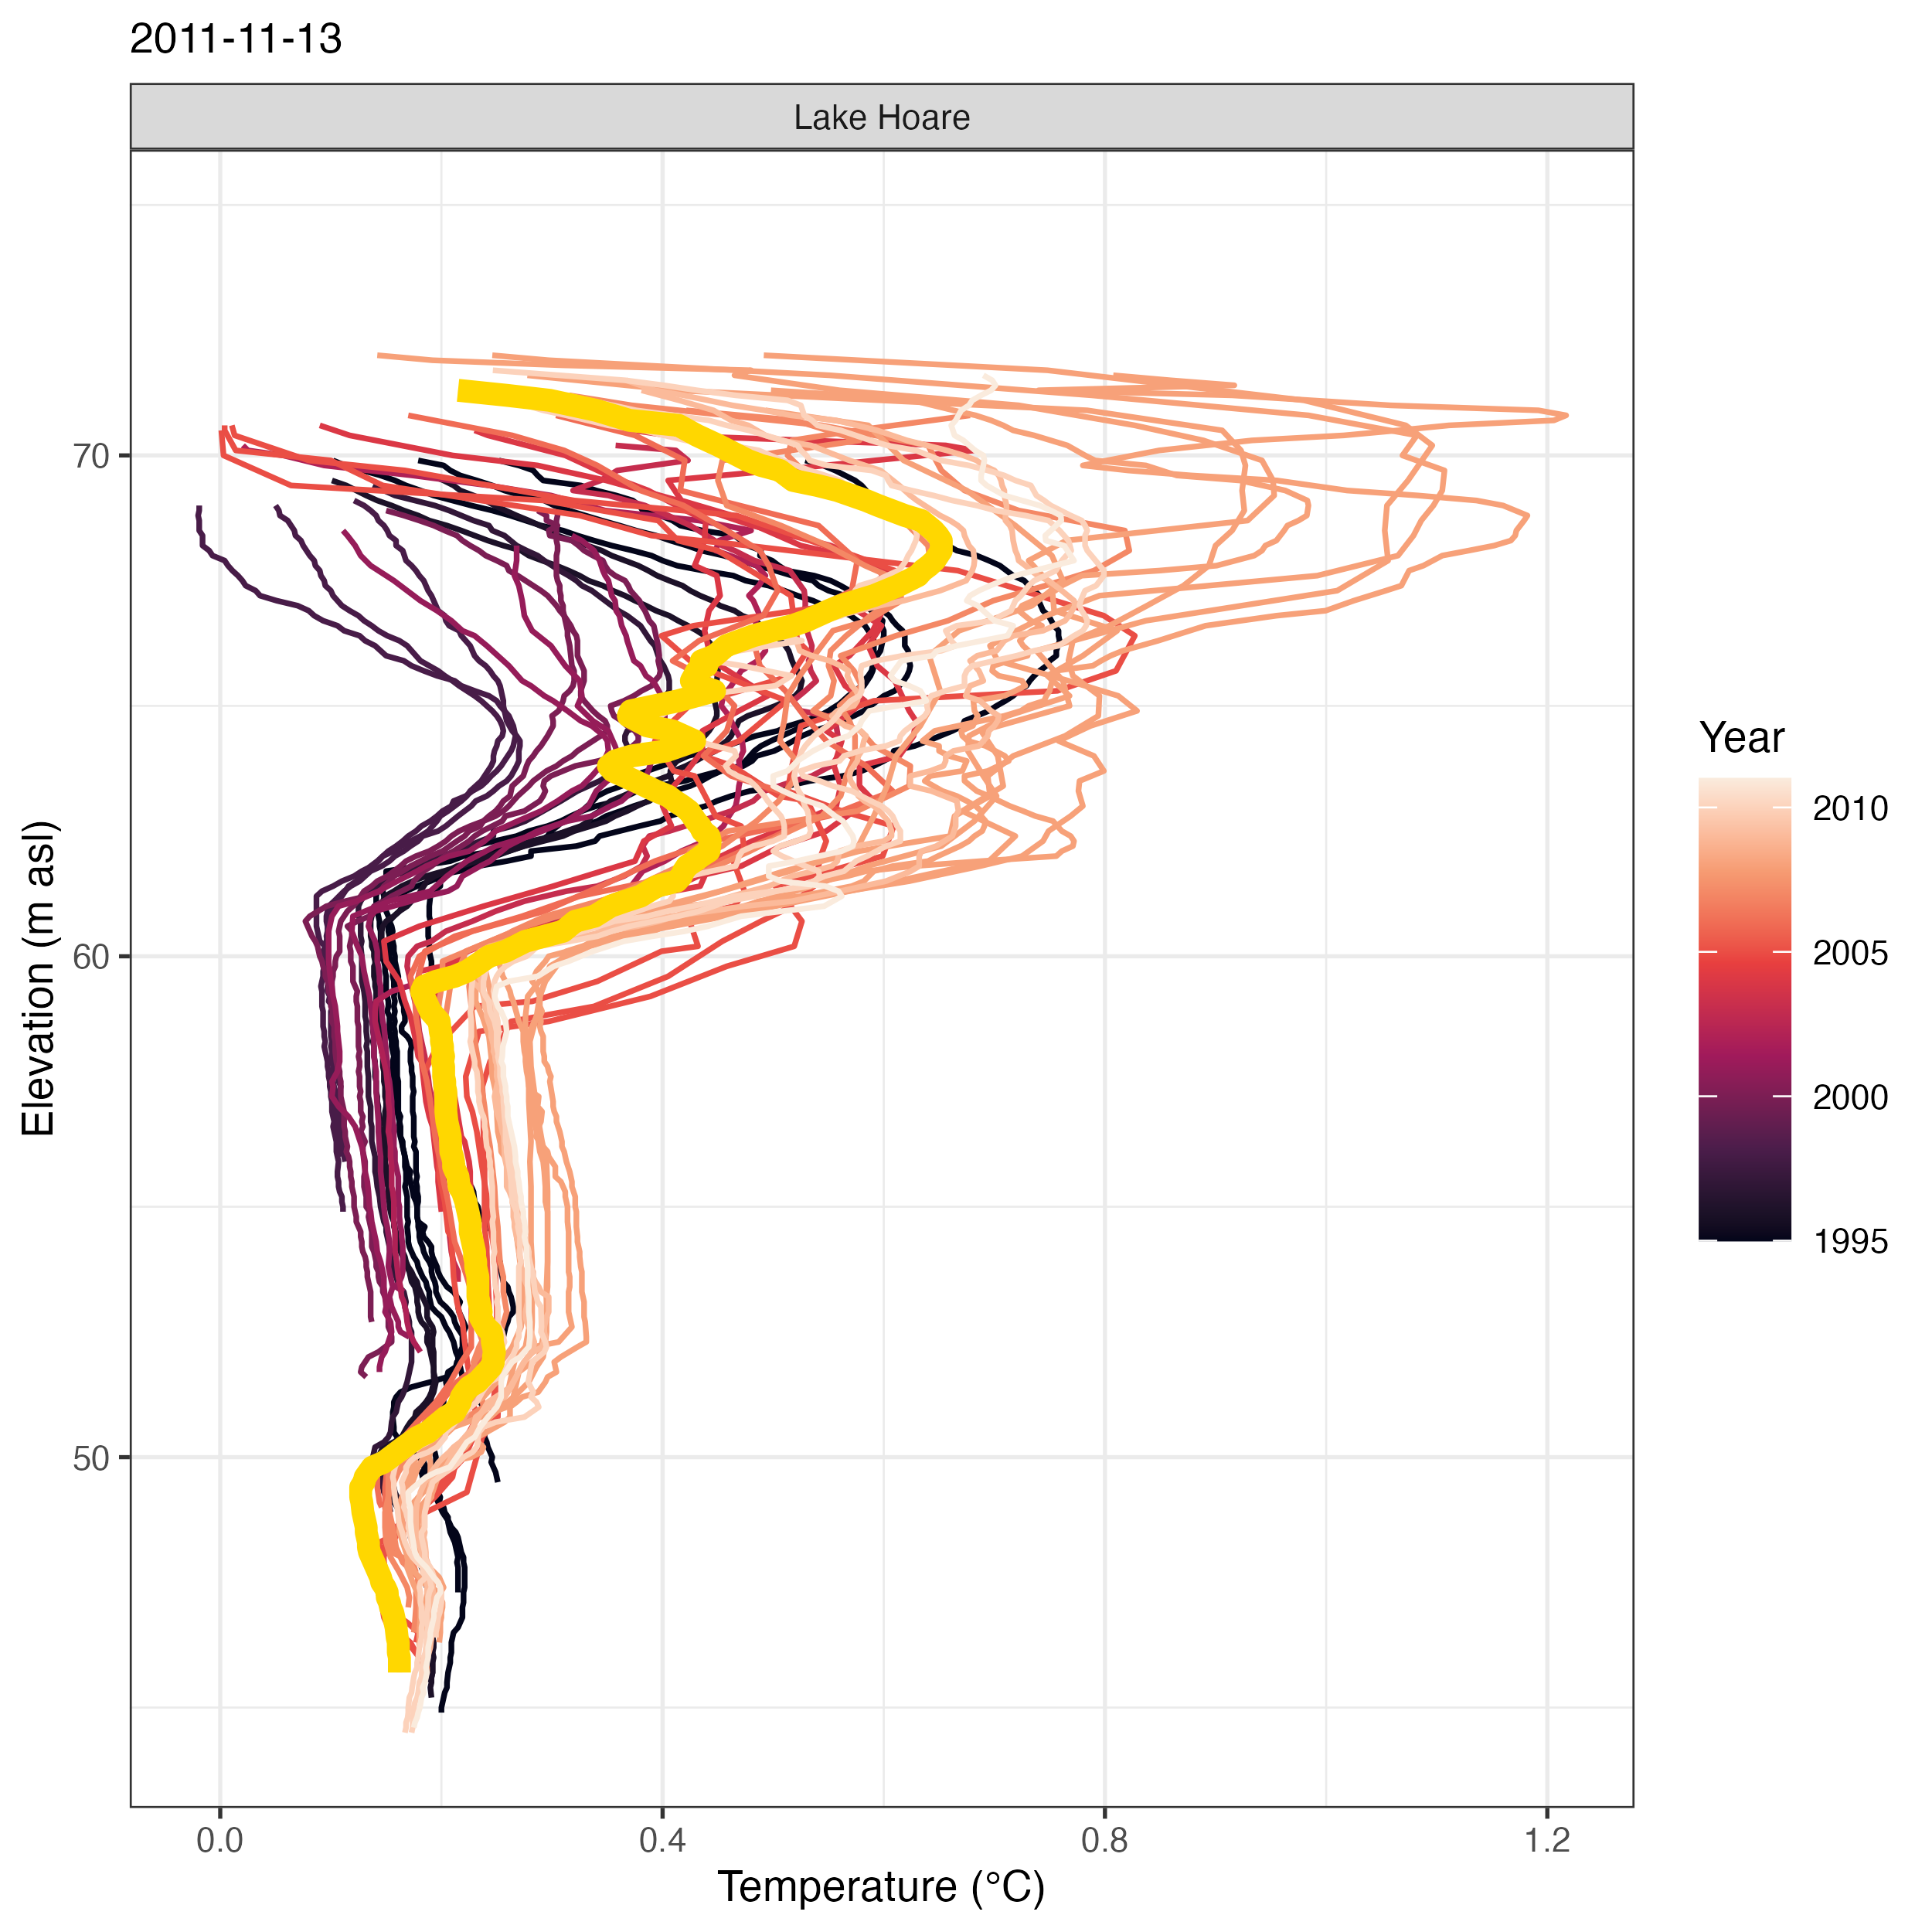 2011-11-13
Lake Hoare
70
60
50
Elevation (m asl)
0.0 0.4 0.8 1.2
Temperature (°C)
Year
2010
2005
2000
1995